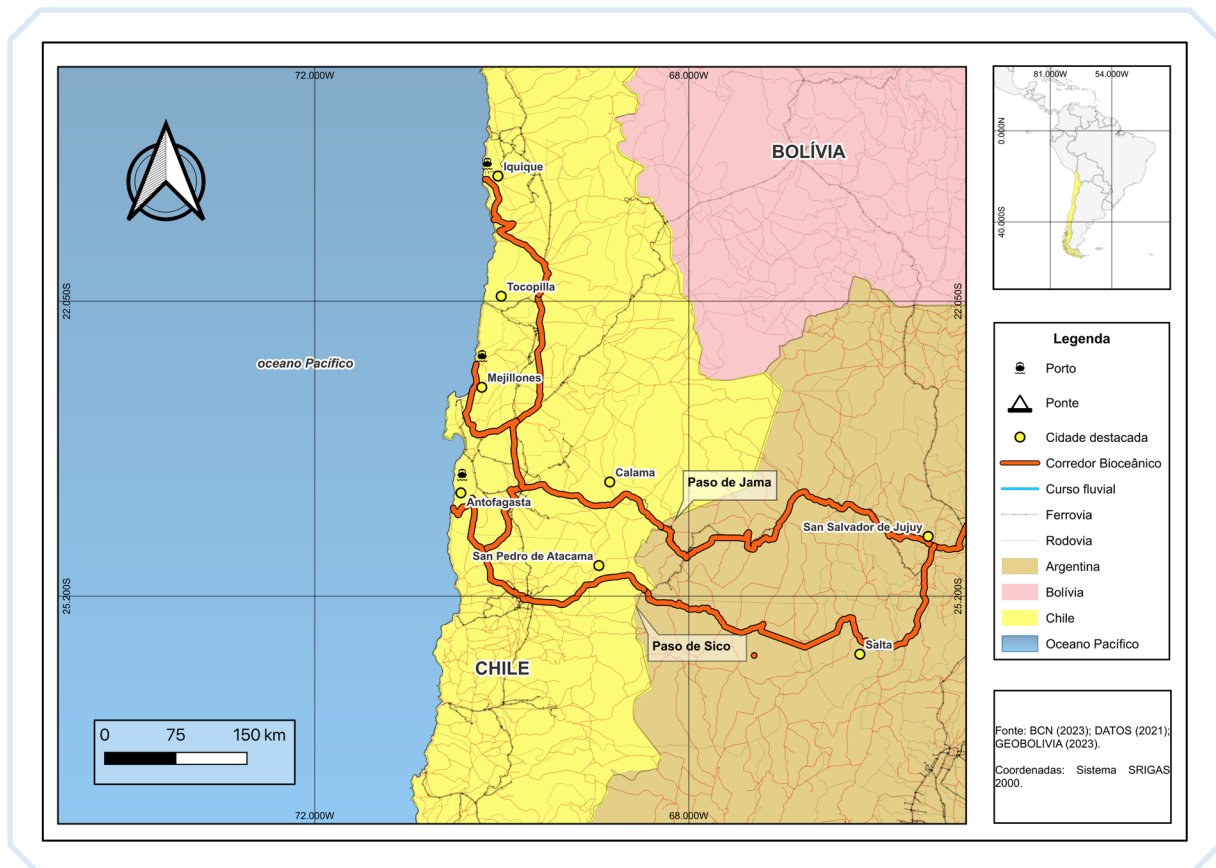 72.000W
68.000W
BOLÍVIA
Iquique
Tocopilla
22.050S
22.050S
oceano Pacífico
Mejillones
Calama
Paso de Jama
Antofagasta
San Salvador de Jujuy
San Pedro de Atacama
25.200S
25.200S
Paso de Sico
Salta
CHILE
0 75 150 km
72.000W
68.000W
81.000W 54.000W
0.000N
40.000S
Legenda
Porto
Ponte
Cidade destacada
Corredor Bioceânico
Curso fluvial
Ferrovia
Rodovia
Argentina
Bolívia
Chile
Oceano Pacífico
Fonte: BCN (2023); DATOS (2021);
GEOBOLIVIA (2023).
Coordenadas: Sistema SRIGAS
2000.